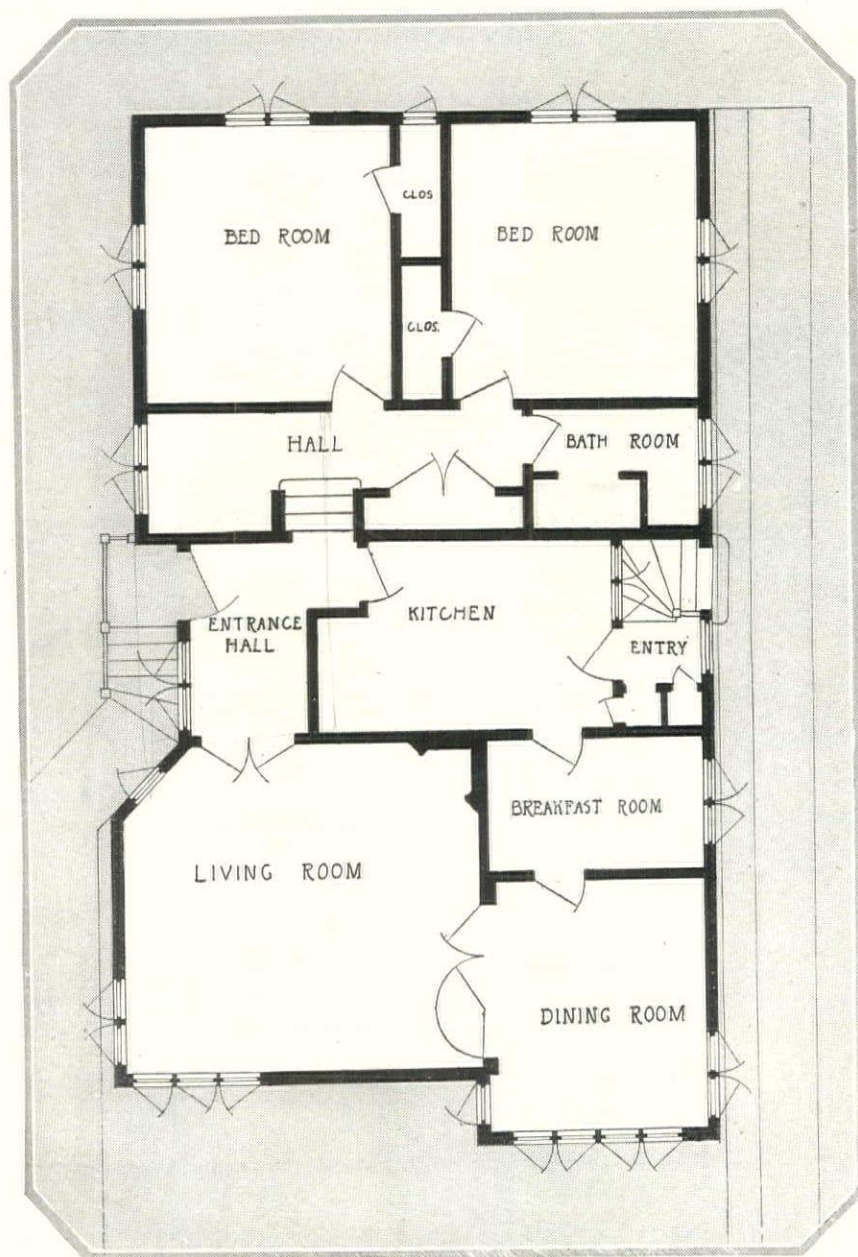 BED ROOM
CLOS
BED ROOM
CLOS.
HALL
BATH ROOM
KITCHEN
ENTRANCE
HALL
ENTRY
BREAKFAST ROOM
LIVING ROOM
DINING ROOM